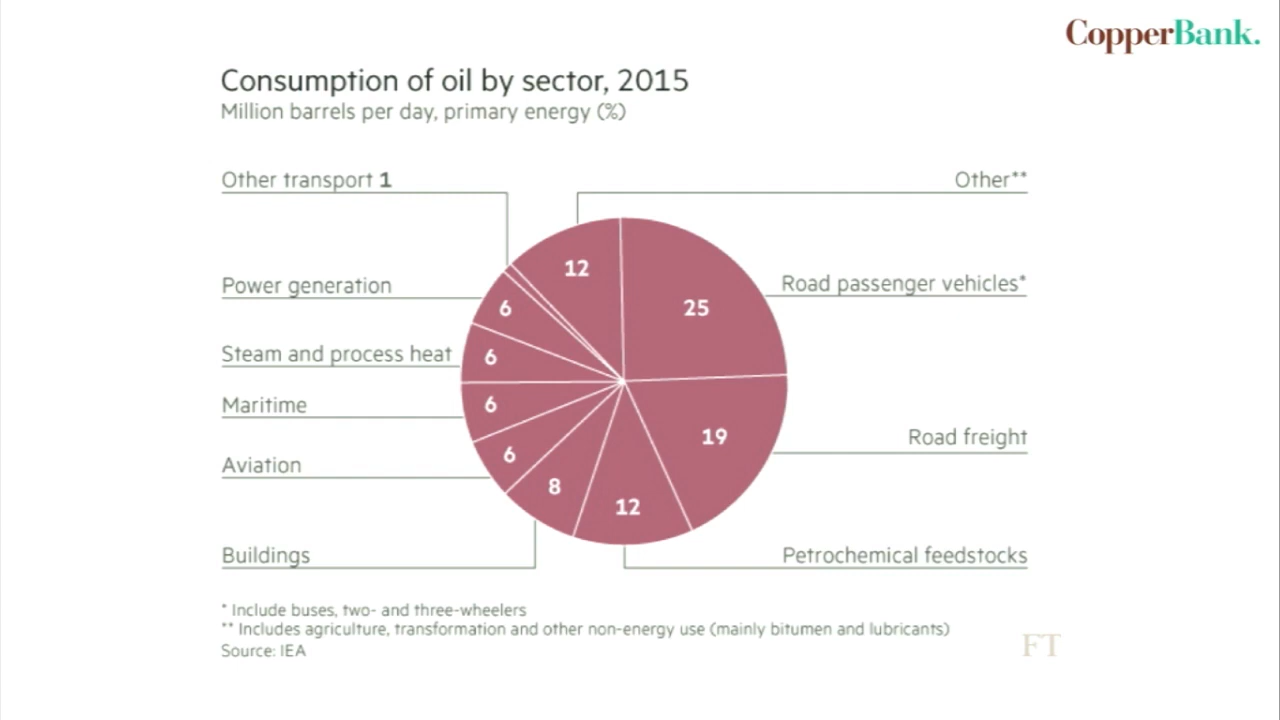 CopperBank.
Consumption of oil by sector, 2015
Million barrels per day, primary energy (%)
Other transport 1
Other**
12
Power generation
6
Road passenger vehicles*
25
Steam and process heat
6
Maritime
6
Road freight
19
Aviation
6
8
12
Buildings
Petrochemical feedstocks
* Include buses, two- and three-wheelers
** Includes agriculture, transformation and other non-energy use (mainly bitumen and lubricants)
Source: IEA
FT